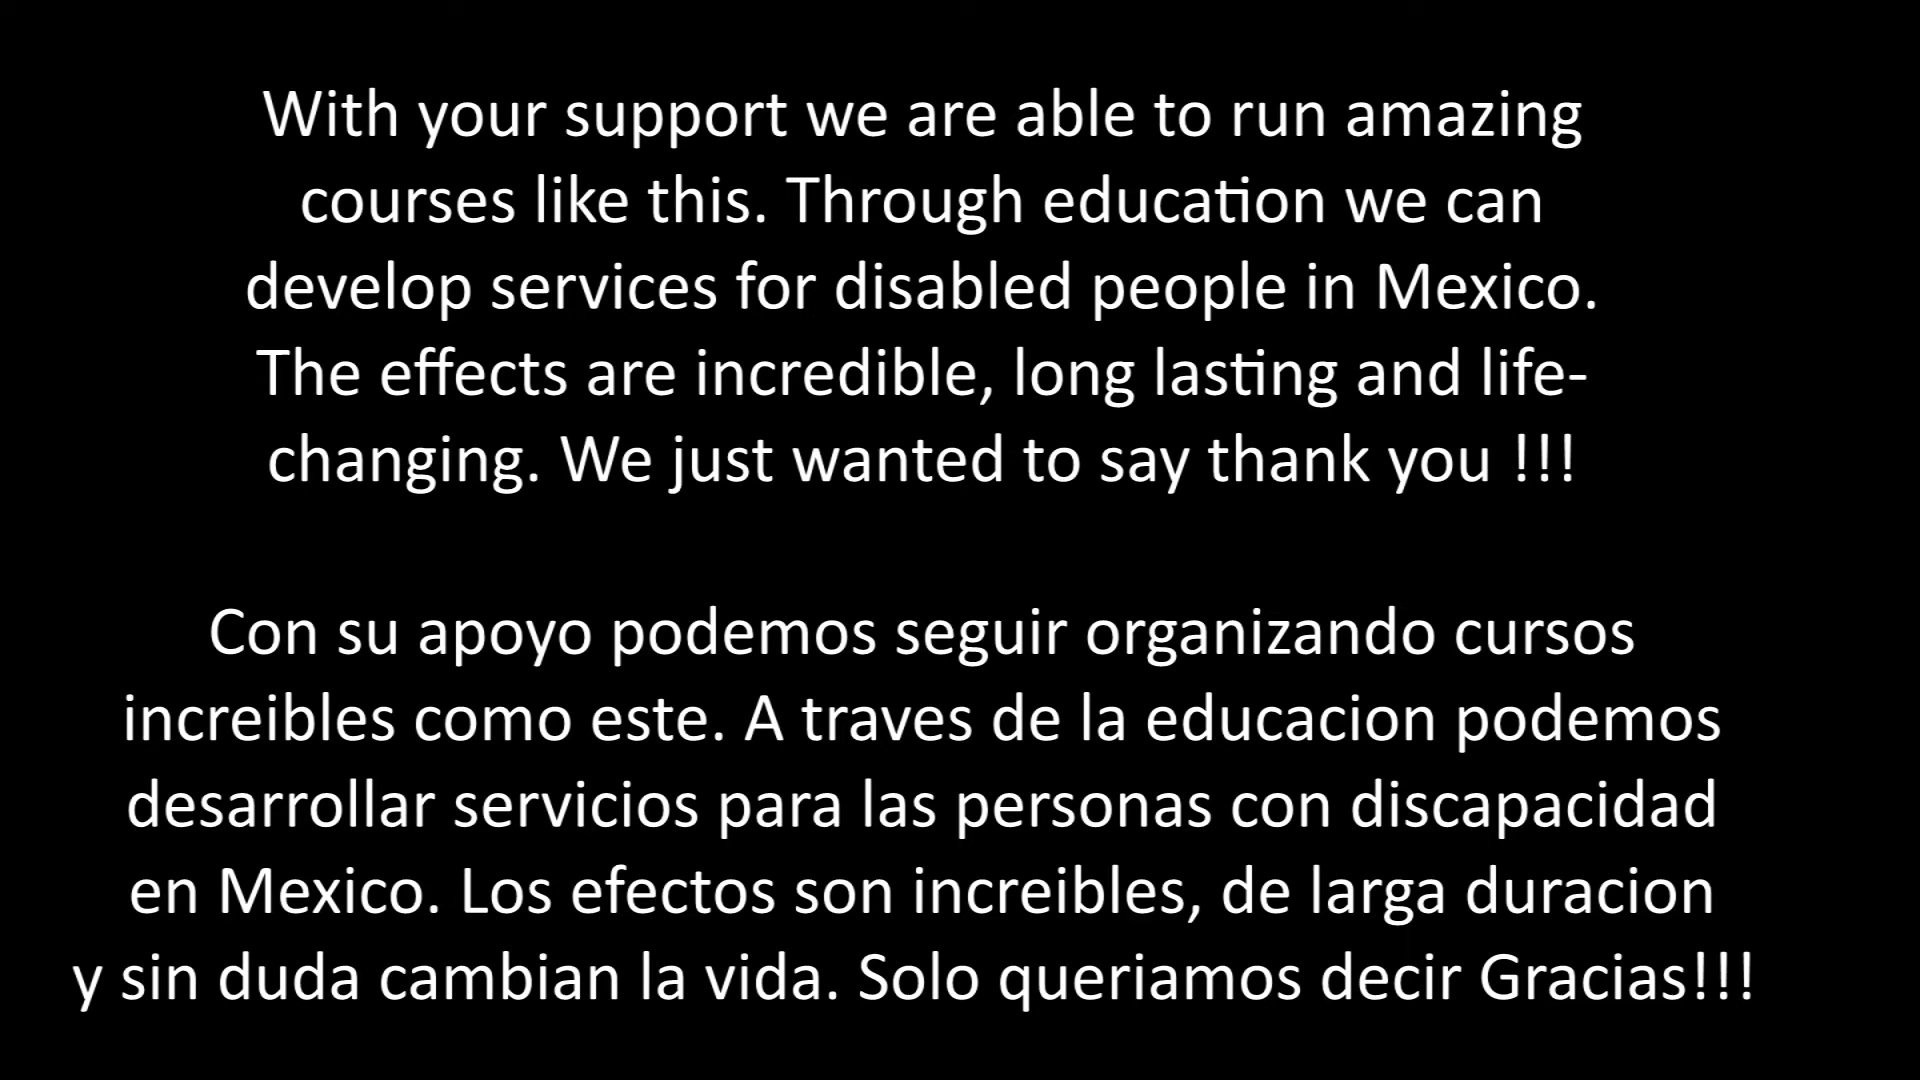 With your support we are able to run amazing
courses like this. Through education we can
develop services for disabled people in Mexico.
The effects are incredible, long lasting and life-
changing. We just wanted to say thank you !!!
Con su apoyo podemos seguir organizando cursos
increibles como este. A traves de la educacion podemos
desarrollar servicios para las personas con discapacidad
en Mexico. Los efectos son increibles, de larga duracion
y sin duda cambian la vida. Solo queriamos decir Gracias!!!